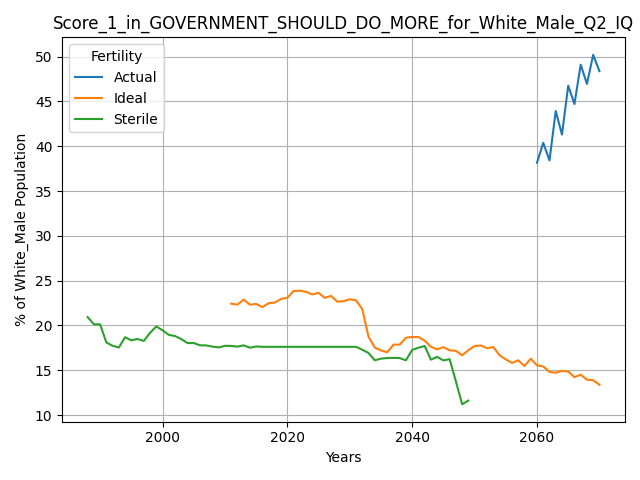 Score_1_in_GOVERNMENT_SHOULD_DO_MORE_for_White_Male_Q2_IQ
Fertility
Actual
Ideal
Sterile
% of White_Male Population
50
45
40
35
30
25
20
15
10
2000 2020 2040 2060
Years